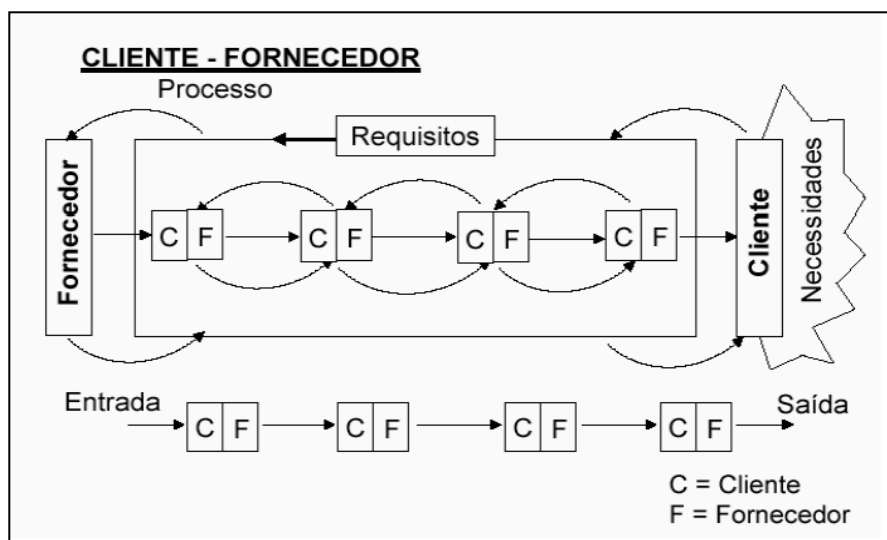 CLIENTE - FORNECEDOR
Processo
Requisitos
Fornecedor
C F C F C F C F
Cliente
Necessidades
Entrada
C F C F C F C F
Saída
C = Cliente
F = Fornecedor